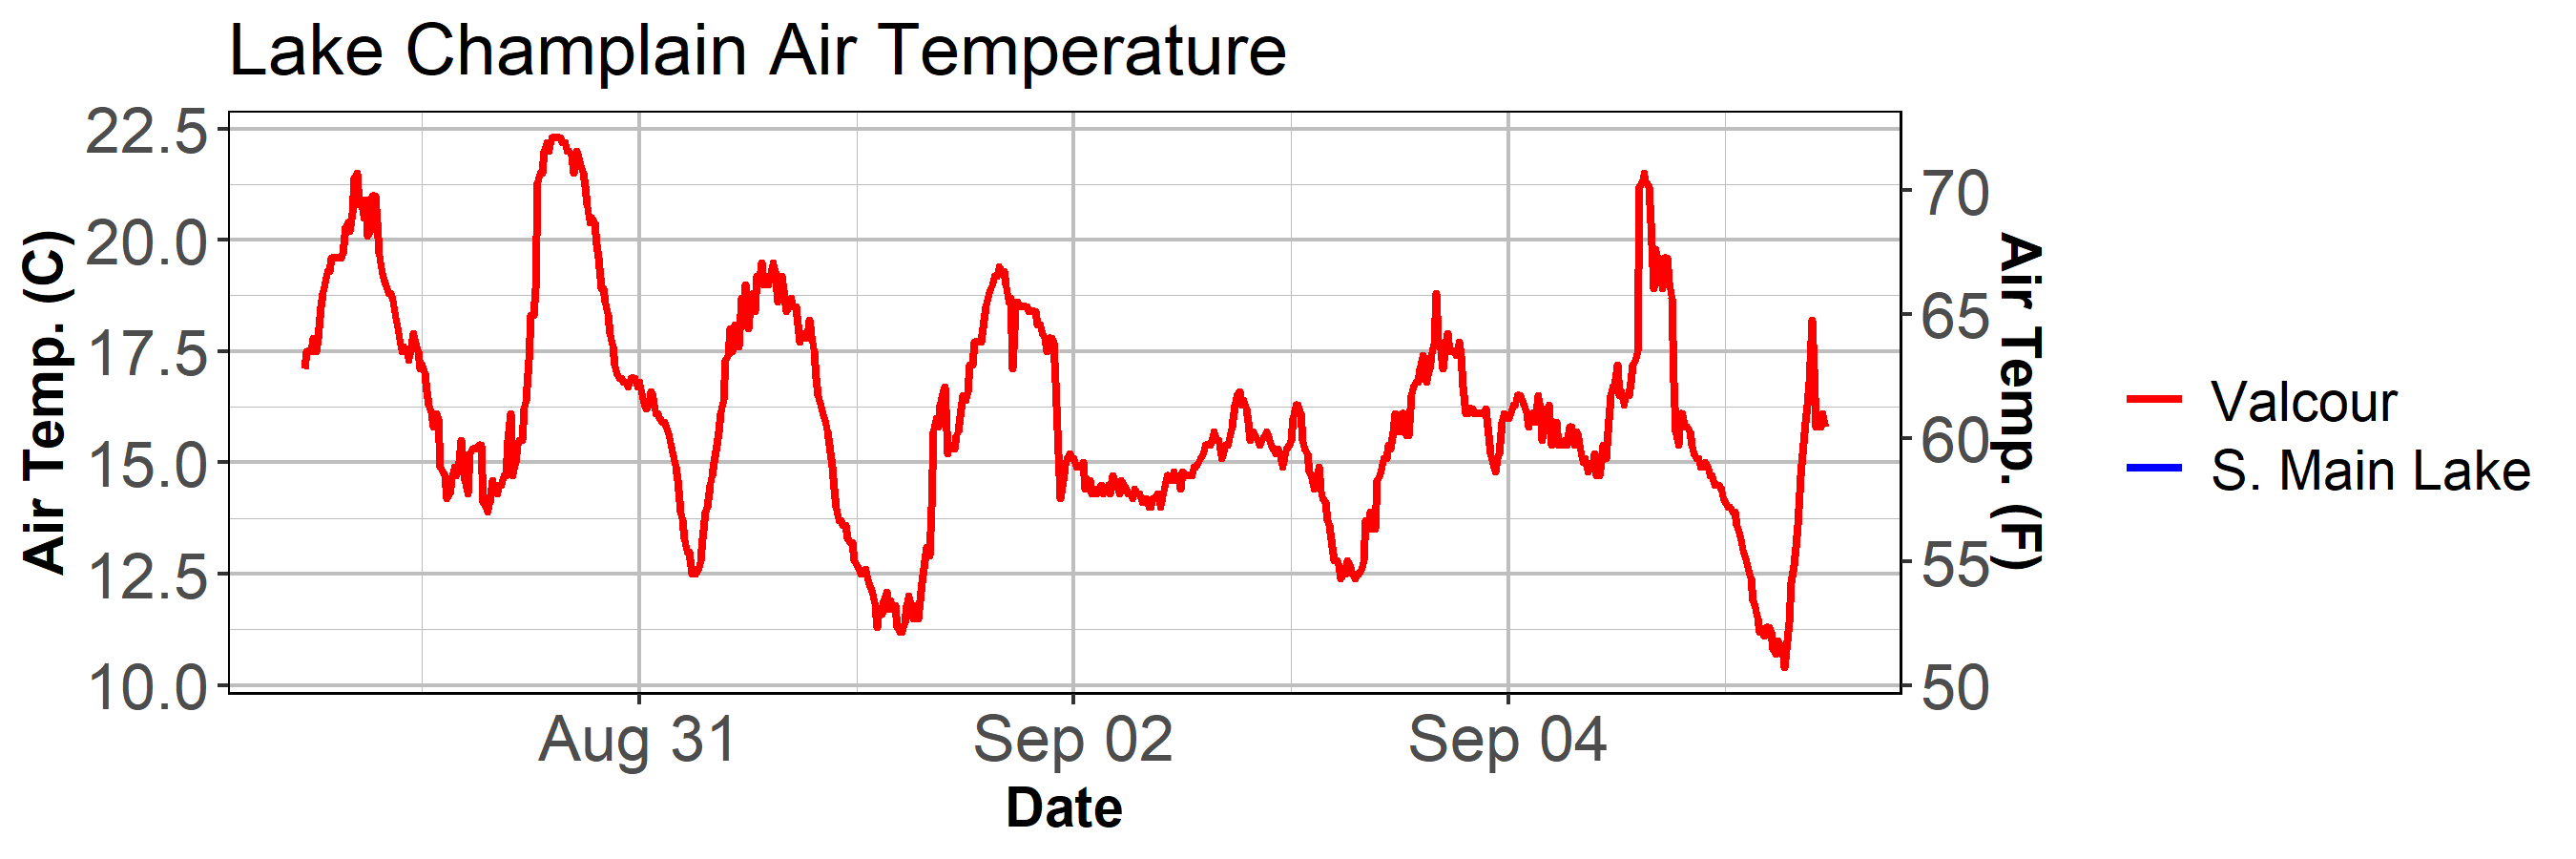 Lake Champlain Air Temperature
Air Temp. (C)
22.5
20.0
17.5
15.0
12.5
10.0
Aug 31
Sep 02
Sep 04
Date
70
65
60
55
50
Air Temp. (F)
Valcour
S. Main Lake